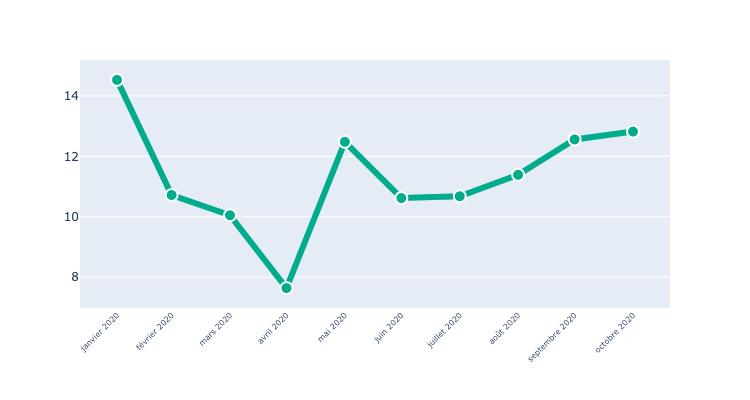 14
12
10
8
janvier 2020
février 2020
mars 2020
avril 2020
mai 2020
juin 2020
juillet 2020
août 2020
septembre 2020
octobre 2020